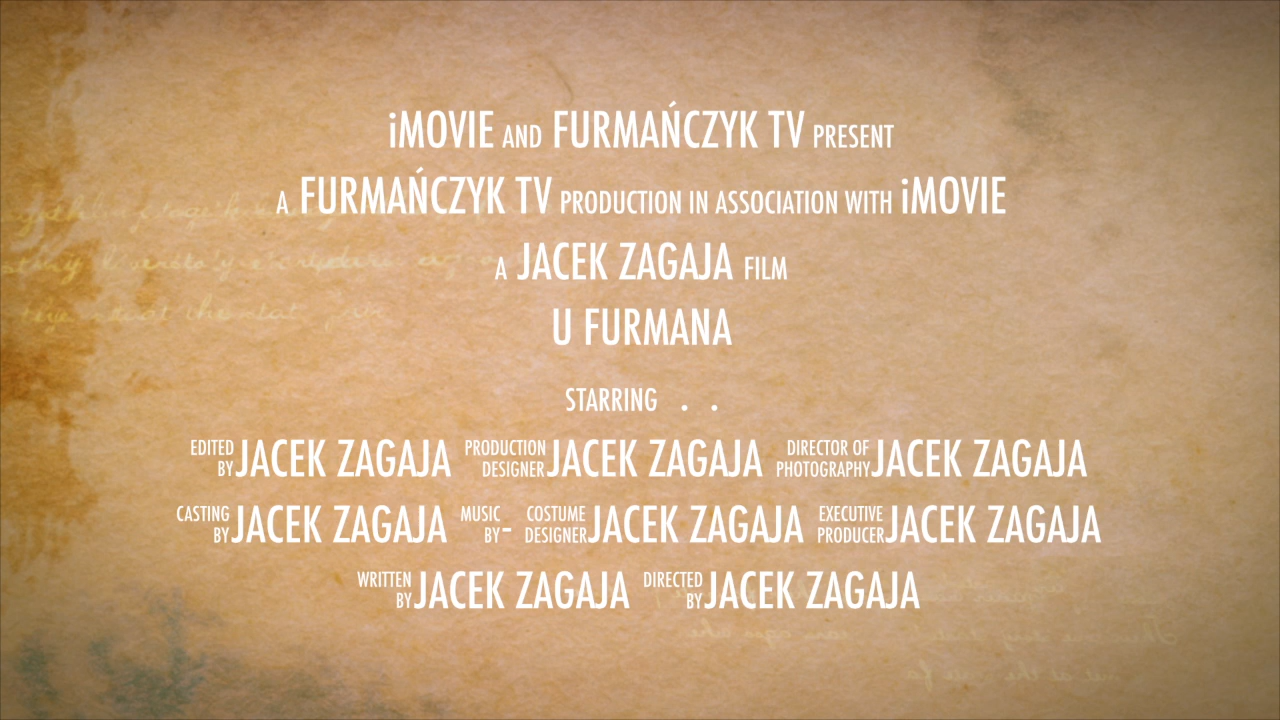 iMOVIE AND FURMAŃCZYK TV PRESENT
A FURMAŃCZYK TV PRODUCTION IN ASSOCIATION WITH iMOVIE
A JACEK ZAGAJA FILM
U FURMANA
STARRING . .
EDITED BY JACEK ZAGAJA PRODUCTION DESIGNER JACEK ZAGAJA DIRECTOR OF PHOTOGRAPHY JACEK ZAGAJA
CASTING BY JACEK ZAGAJA MUSIC BY - COSTUME DESIGNER JACEK ZAGAJA EXECUTIVE PRODUCER JACEK ZAGAJA
WRITTEN BY JACEK ZAGAJA DIRECTED BY JACEK ZAGAJA